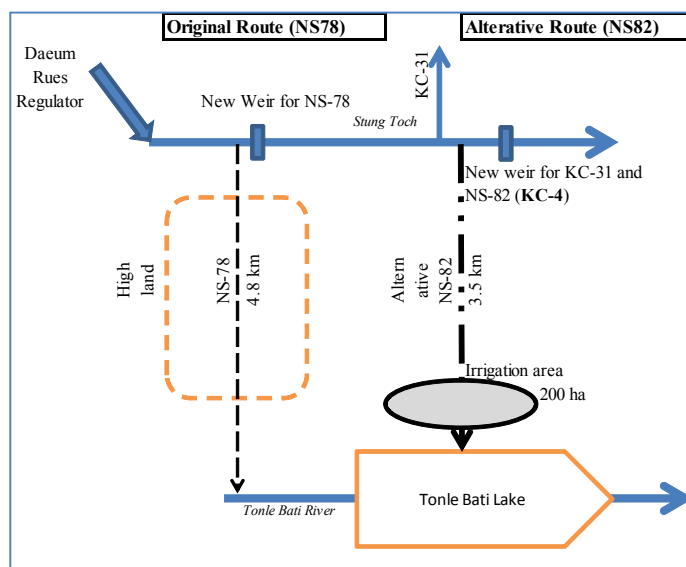 Original Route (NS78)
Alterative Route (NS82)
Daeum
Rues
Regulator
New Weir for NS-78
Stung Toch
KC-31
New weir for KC-31 and
NS-82 (KC-4)
High
land
NS-78
4.8 km
Altern
ative
NS-82
3.5 km
Irrigation area
200 ha
Tonle Bati River
Tonle Bati Lake